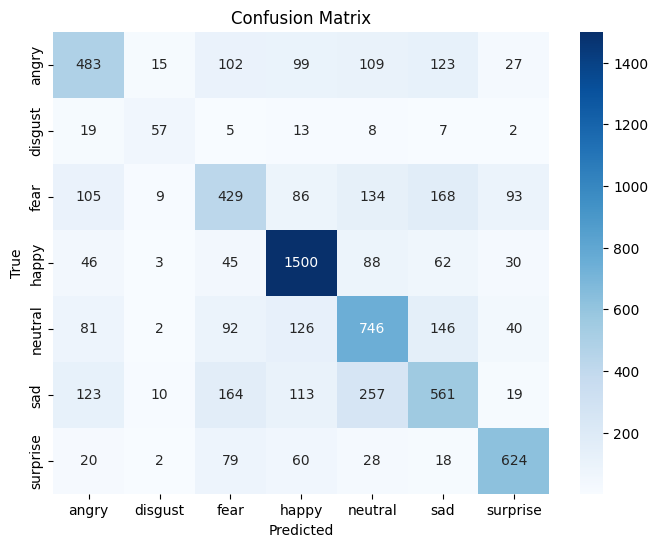 Confusion Matrix
True
angry 483 15 102 99 109 123 27
disgust 19 57 5 13 8 7 2
fear 105 9 429 86 134 168 93
happy 46 3 45 1500 88 62 30
neutral 81 2 92 126 746 146 40
sad 123 10 164 113 257 561 19
surprise 20 2 79 60 28 18 624
angry disgust fear happy neutral sad surprise
Predicted
1400
1200
1000
800
600
400
200